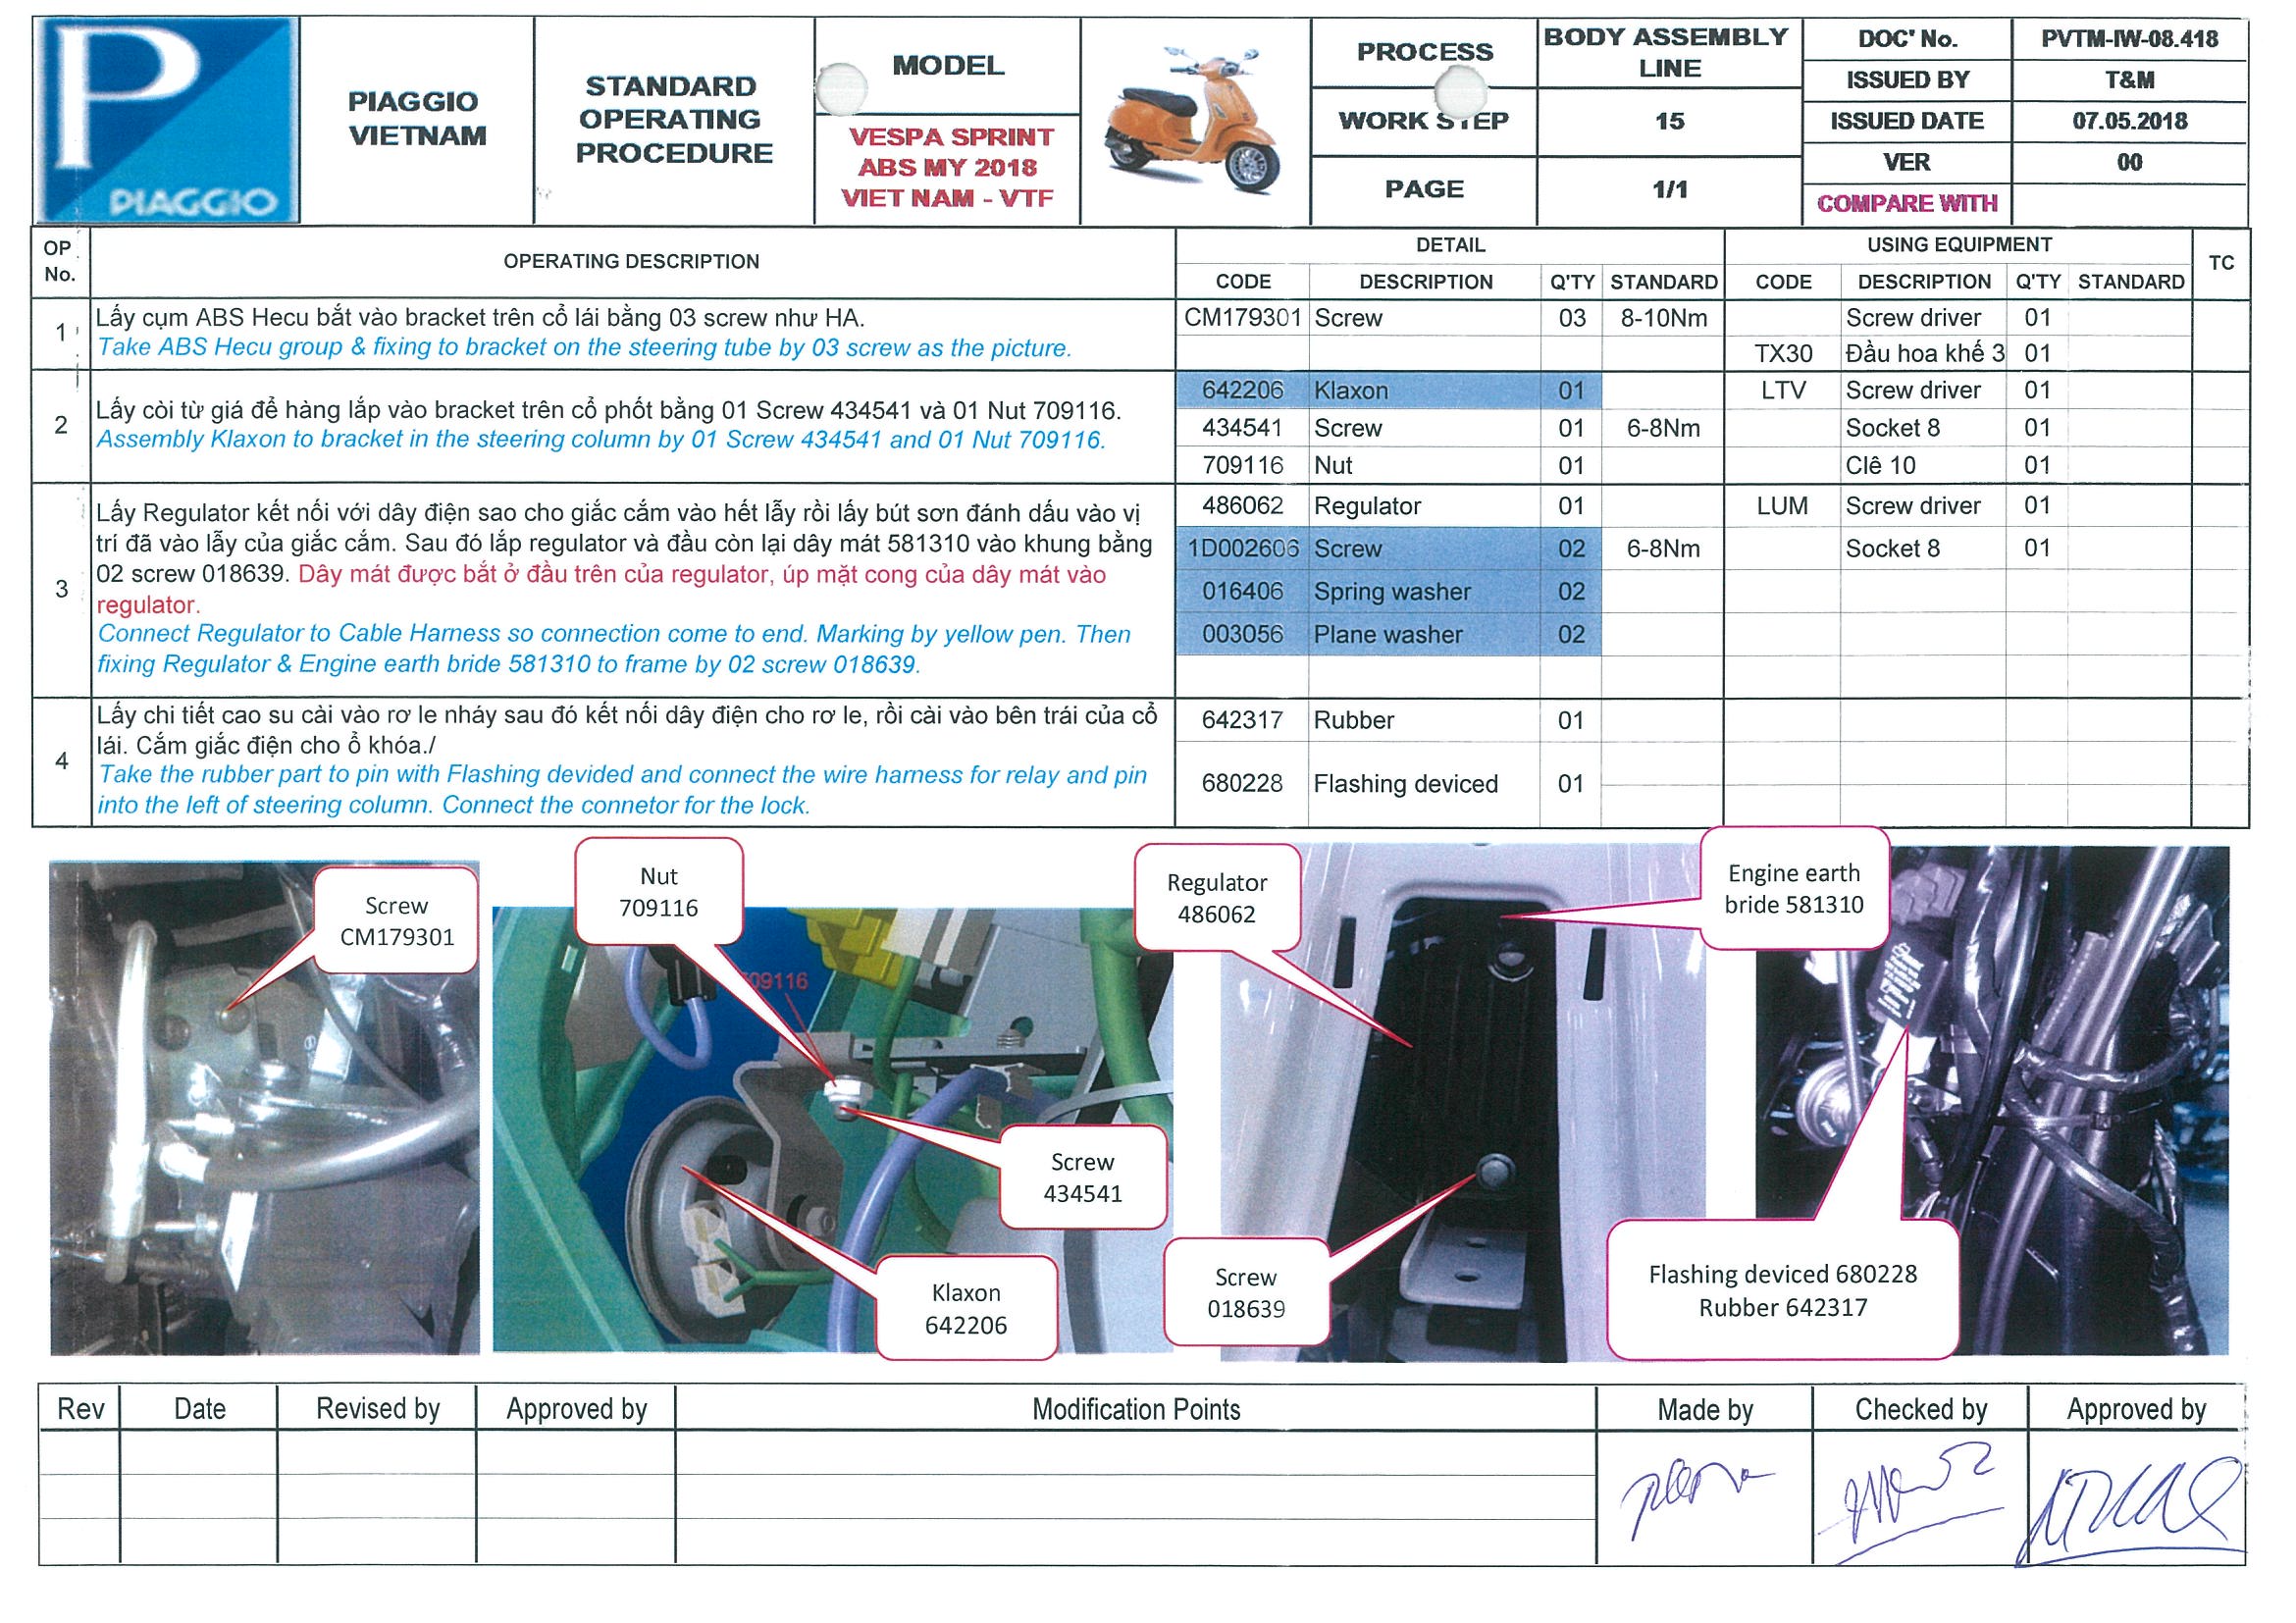 PIAGGIO
PIAGGIO
VIETNAM
STANDARD
OPERATING
PROCEDURE
MODEL
VESPA SPRINT
ABS MY 2018
VIET NAM - VTF
PROCESS
BODY ASSEMBLY
LINE
WORK STEP
15
PAGE
1/1
DOC' No.
PVTM-IW-08.418
ISSUED BY
T&M
ISSUED DATE
07.05.2018
VER
00
COMPARE WITH
OP
No.
OPERATING DESCRIPTION
DETAIL
USING EQUIPMENT
TC
CODE DESCRIPTION Q'TY STANDARD CODE DESCRIPTION Q'TY STANDARD
1
Lấy cụm ABS Hecu bắt vào bracket trên cổ lái bằng 03 screw như HA.
Take ABS Hecu group & fixing to bracket on the steering tube by 03 screw as the picture.
CM179301 Screw 03 8-10Nm Screw driver 01
TX30 Đầu hoa khế 3 01
2
Lấy còi từ giá để hàng lắp vào bracket trên cổ phốt bằng 01 Screw 434541 và 01 Nut 709116.
Assembly Klaxon to bracket in the steering column by 01 Screw 434541 and 01 Nut 709116.
642206 Klaxon 01 LTV Screw driver 01
434541 Screw 01 6-8Nm Socket 8 01
709116 Nut 01 Clê 10 01
3
Lấy Regulator kết nối với dây điện sao cho giắc cắm vào hết lẫy rồi lấy bút sơn đánh dấu vào vị
trí đã vào lẫy của giắc cắm. Sau đó lắp regulator và đầu còn lại dây mát 581310 vào khung bằng
02 screw 018639. Dây mát được bắt ở đầu trên của regulator, úp mặt cong của dây mát vào
regulator.
Connect Regulator to Cable Harness so connection come to end. Marking by yellow pen. Then
fixing Regulator & Engine earth bride 581310 to frame by 02 screw 018639.
486062 Regulator 01 LUM Screw driver 01
1D002606 Screw 02 6-8Nm Socket 8 01
016406 Spring washer 02
003056 Plane washer 02
4
Lấy chi tiết cao su cài vào rơ le nháy sau đó kết nối dây điện cho rơ le, rồi cài vào bên trái của cổ
lái. Cắm giắc điện cho ổ khóa./
Take the rubber part to pin with Flashing devided and connect the wire harness for relay and pin
into the left of steering column. Connect the connetor for the lock.
642317 Rubber 01
680228 Flashing deviced 01
Screw
CM179301
Nut
709116
709116
Screw
434541
Klaxon
642206
Regulator
486062
Engine earth
bride 581310
Screw
018639
Flashing deviced 680228
Rubber 642317
Rev Date Revised by Approved by Modification Points Made by Checked by Approved by